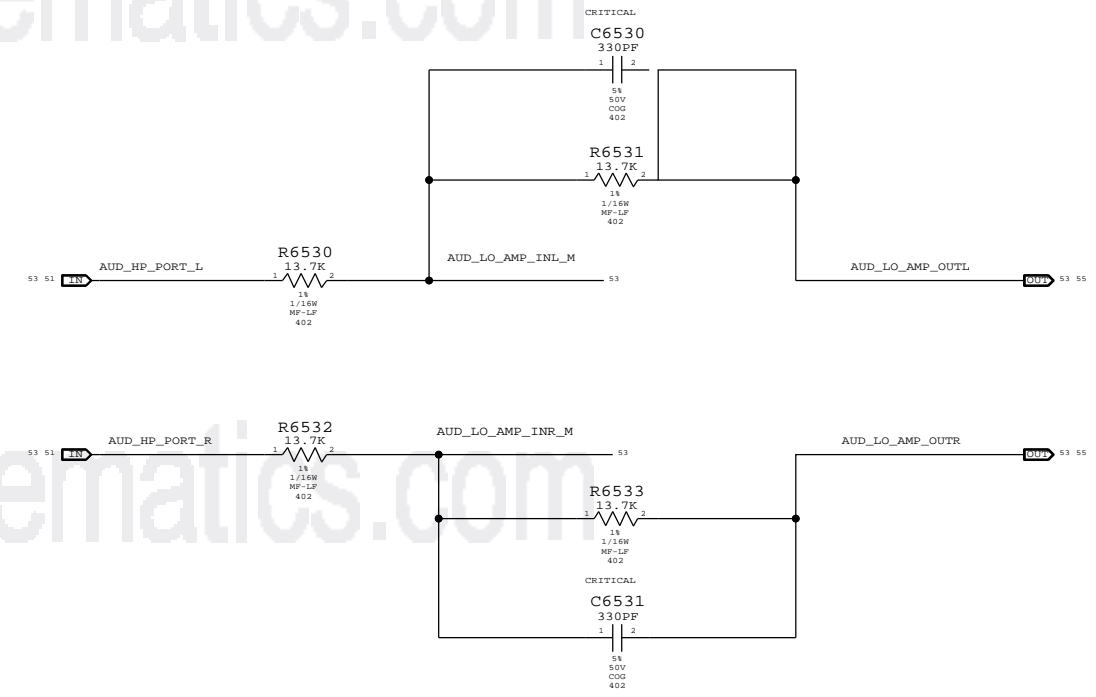 ematics.com
CRITICAL
C6530
330PF
1 2
5%
50V
COG
402
R6531
13.7K
1 2
1%
1/16W
MF-LF
402
R6530
13.7K
1 2
1%
1/16W
MF-LF
402
53 51 IN AUD_HP_PORT_L
AUD_LO_AMP_INL_M
53
AUD_LO_AMP_OUTL
OUT 53 55
R6532
13.7K
1 2
1%
1/16W
MF-LF
402
53 51 IN AUD_HP_PORT_R
AUD_LO_AMP_INR_M
53
AUD_LO_AMP_OUTR
OUT 53 55
ematics.com
R6533
13.7K
1 2
1%
1/16W
MF-LF
402
CRITICAL
C6531
330PF
1 2
5%
50V
COG
402